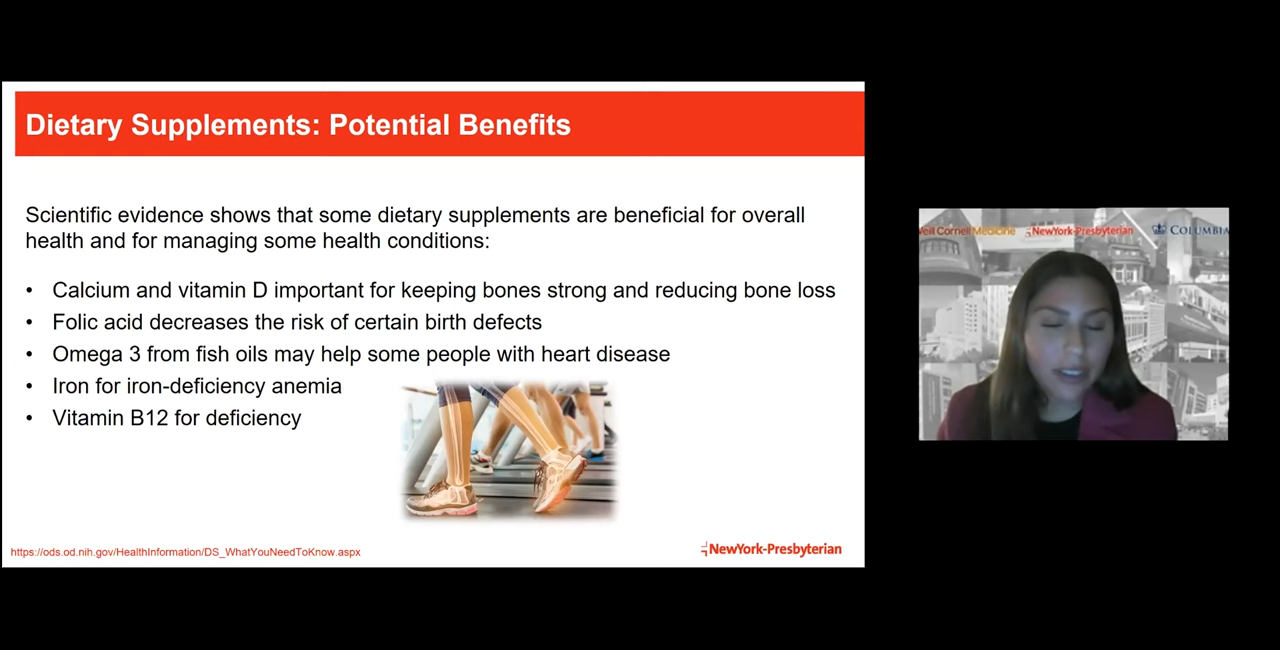 Dietary Supplements: Potential Benefits
Scientific evidence shows that some dietary supplements are beneficial for overall
health and for managing some health conditions:
• Calcium and vitamin D important for keeping bones strong and reducing bone loss
• Folic acid decreases the risk of certain birth defects
• Omega 3 from fish oils may help some people with heart disease
• Iron for iron-deficiency anemia
• Vitamin B12 for deficiency
https://ods.od.nih.gov/HealthInformation/DS_WhatYouNeedToKnow.aspx
NewYork-Presbyterian
Weill Cornell Medicine NewYork-Presbyterian COLUMBIA